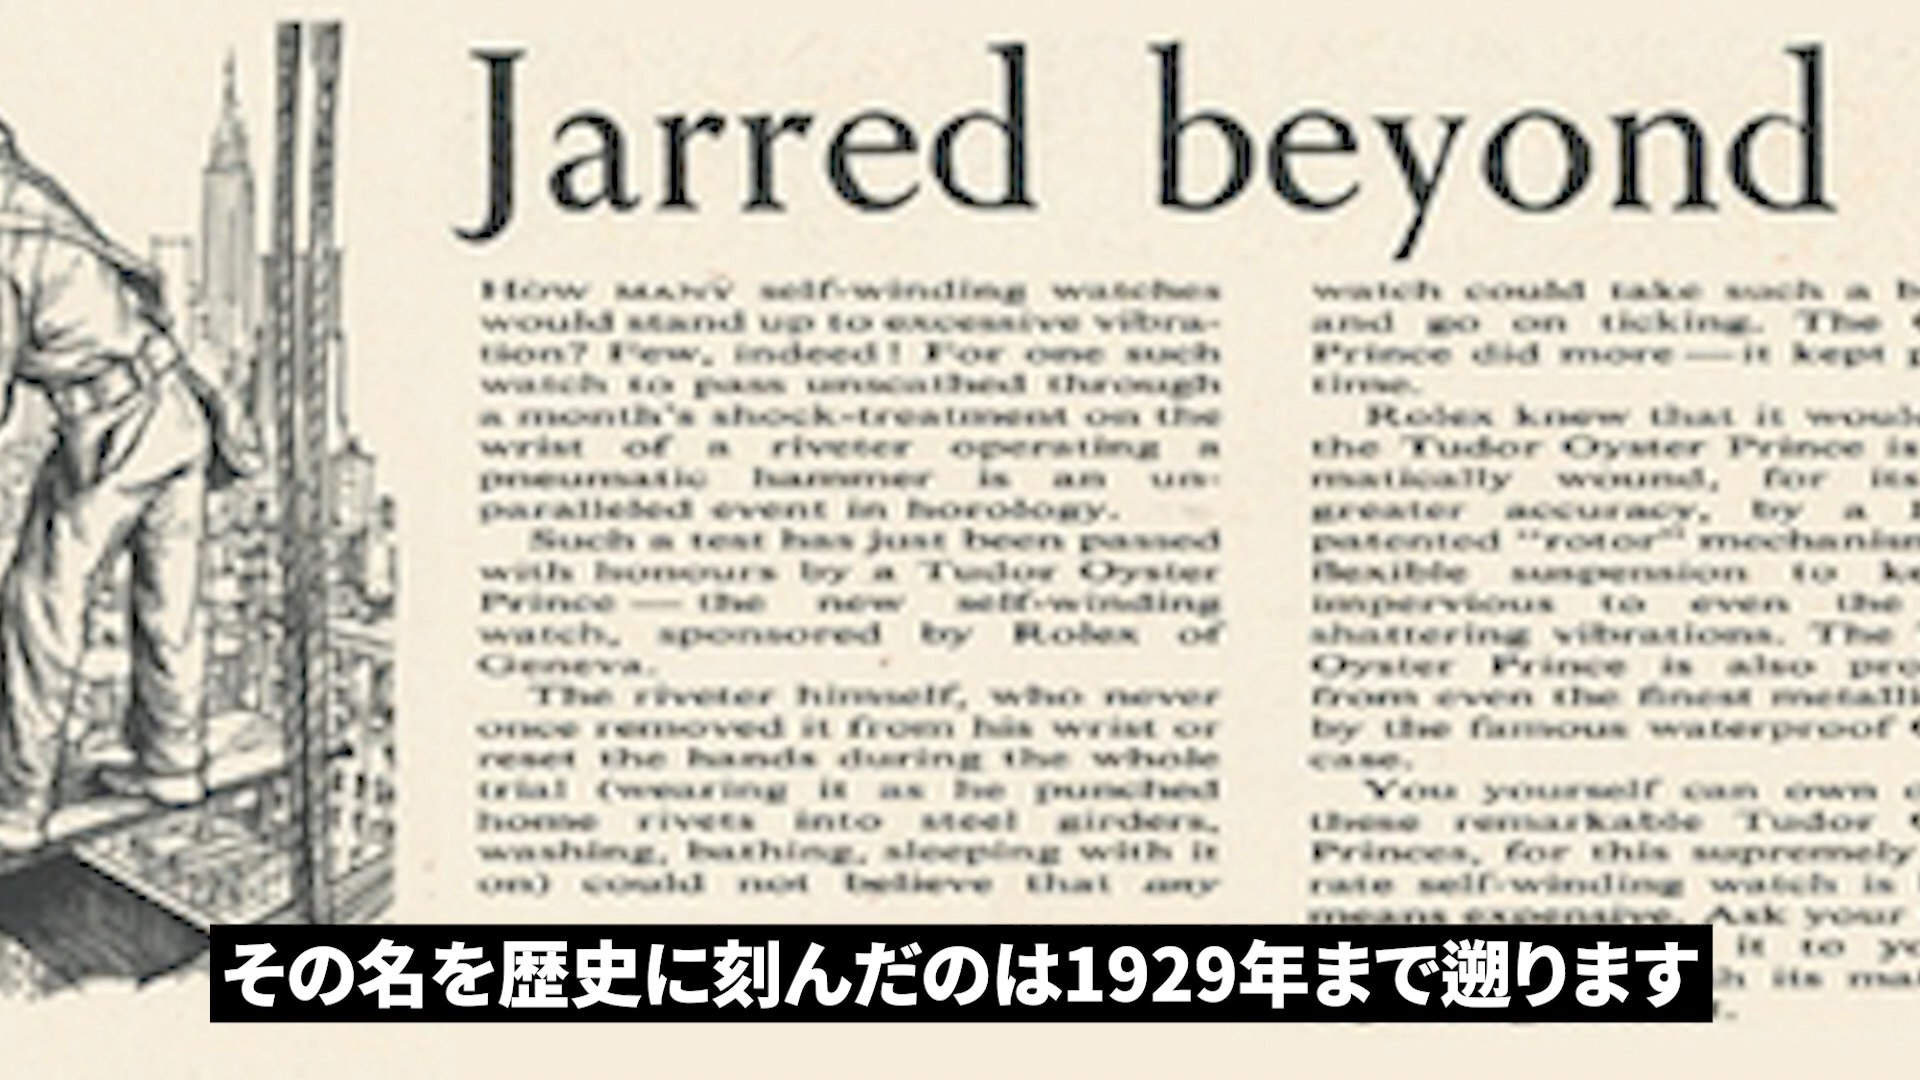 Jarred beyond
How many self-winding watches
would stand up to excessive vibra-
tion? Few, indeed! For one such
watch to pass unscathed through
a month's shock-treatment on the
wrist of a riveter operating a
pneumatic hammer is an un-
paralleled event in horology.
Such a test has just been passed
with honours by a Tudor Oyster
Prince — the new self-winding
watch, sponsored by Rolex of
Geneva.
The riveter himself, who never
once removed it from his wrist or
reset the hands during the whole
trial (wearing it as he punched
home rivets into steel girders,
washing, bathing, sleeping with it
on) could not believe that any
watch could take such a
and go on ticking. The
Prince did more — it kept
time.
Rolex knew that it
the Tudor Oyster Prince
matically wound, for its
greater accuracy, by a
patented "rotor"
flexible suspension to
impervious to even the
shattering vibrations. The
Oyster Prince is also
from even the finest
by the famous waterproof
case.
You yourself can own
these remarkable Tudor
Princes, for this supremely
rate self-winding watch is
means expensive. Ask your
it to
its
その名を歴史に刻んだのは1929年まで遡ります